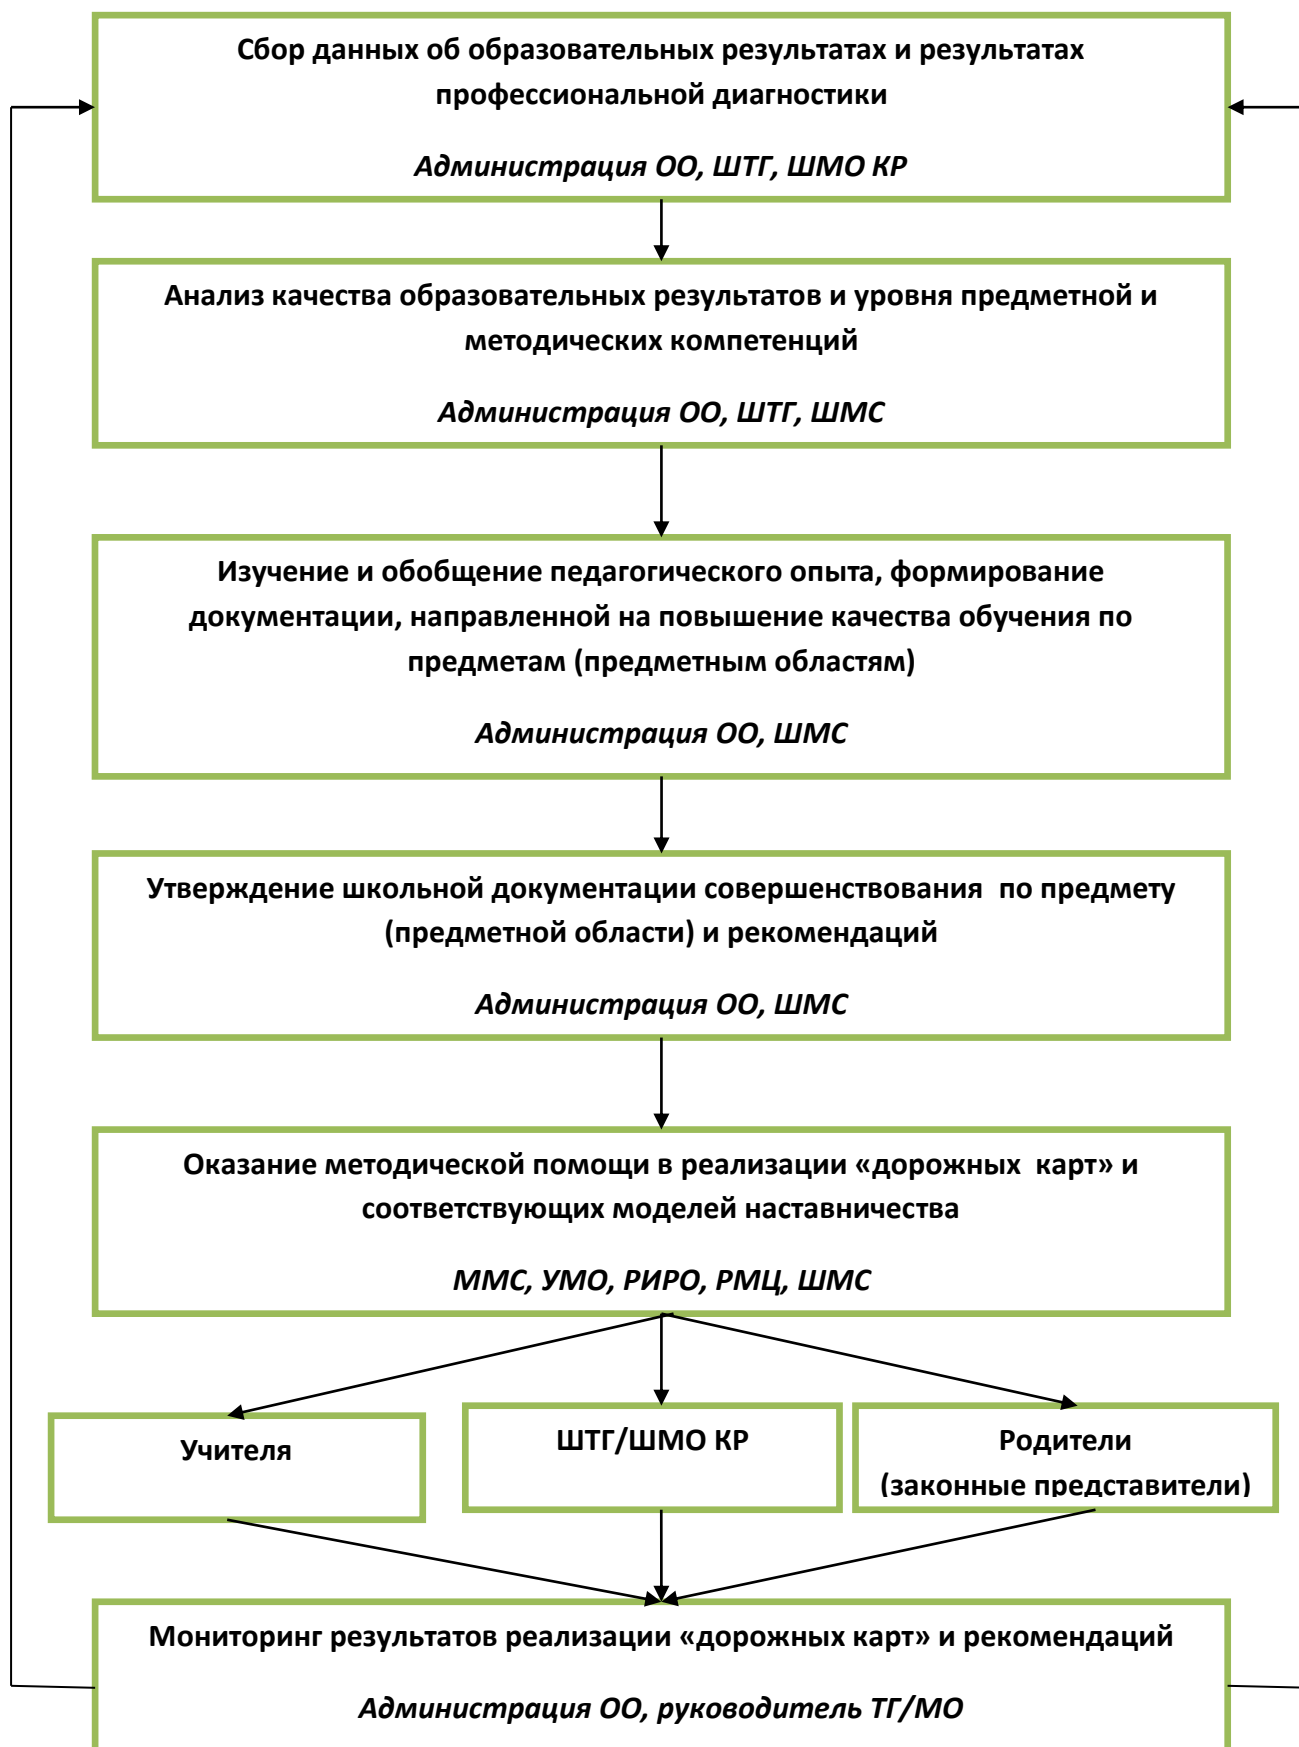 Сбор данных об образовательных результатах и результатах
профессиональной диагностики
Администрация ОО, ШТГ, ШМО КР
Анализ качества образовательных результатов и уровня предметной и
методических компетенций
Администрация ОО, ШТГ, ШМС
Изучение и обобщение педагогического опыта, формирование
документации, направленной на повышение качества обучения по
предметам (предметным областям)
Администрация ОО, ШМС
Утверждение школьной документации совершенствования  по предмету
(предметной области) и рекомендаций
Администрация ОО, ШМС
Оказание методической помощи в реализации «дорожных  карт» и
соответствующих моделей наставничества
ММС, УМО, РИРО, РМЦ, ШМС
Учителя
ШТГ/ШМО КР
Родители
(законные представители)
Мониторинг результатов реализации «дорожных карт» и рекомендаций
Администрация ОО, руководитель ТГ/МО